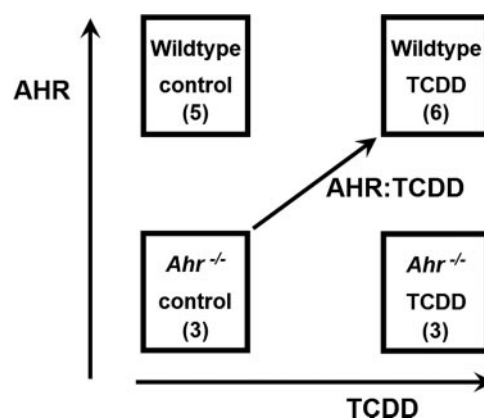 Wildtype
control
(5)
Wildtype
TCDD
(6)
AHR
AHR:TCDD
Ahr -/-
control
(3)
Ahr -/-
TCDD
(3)
TCDD